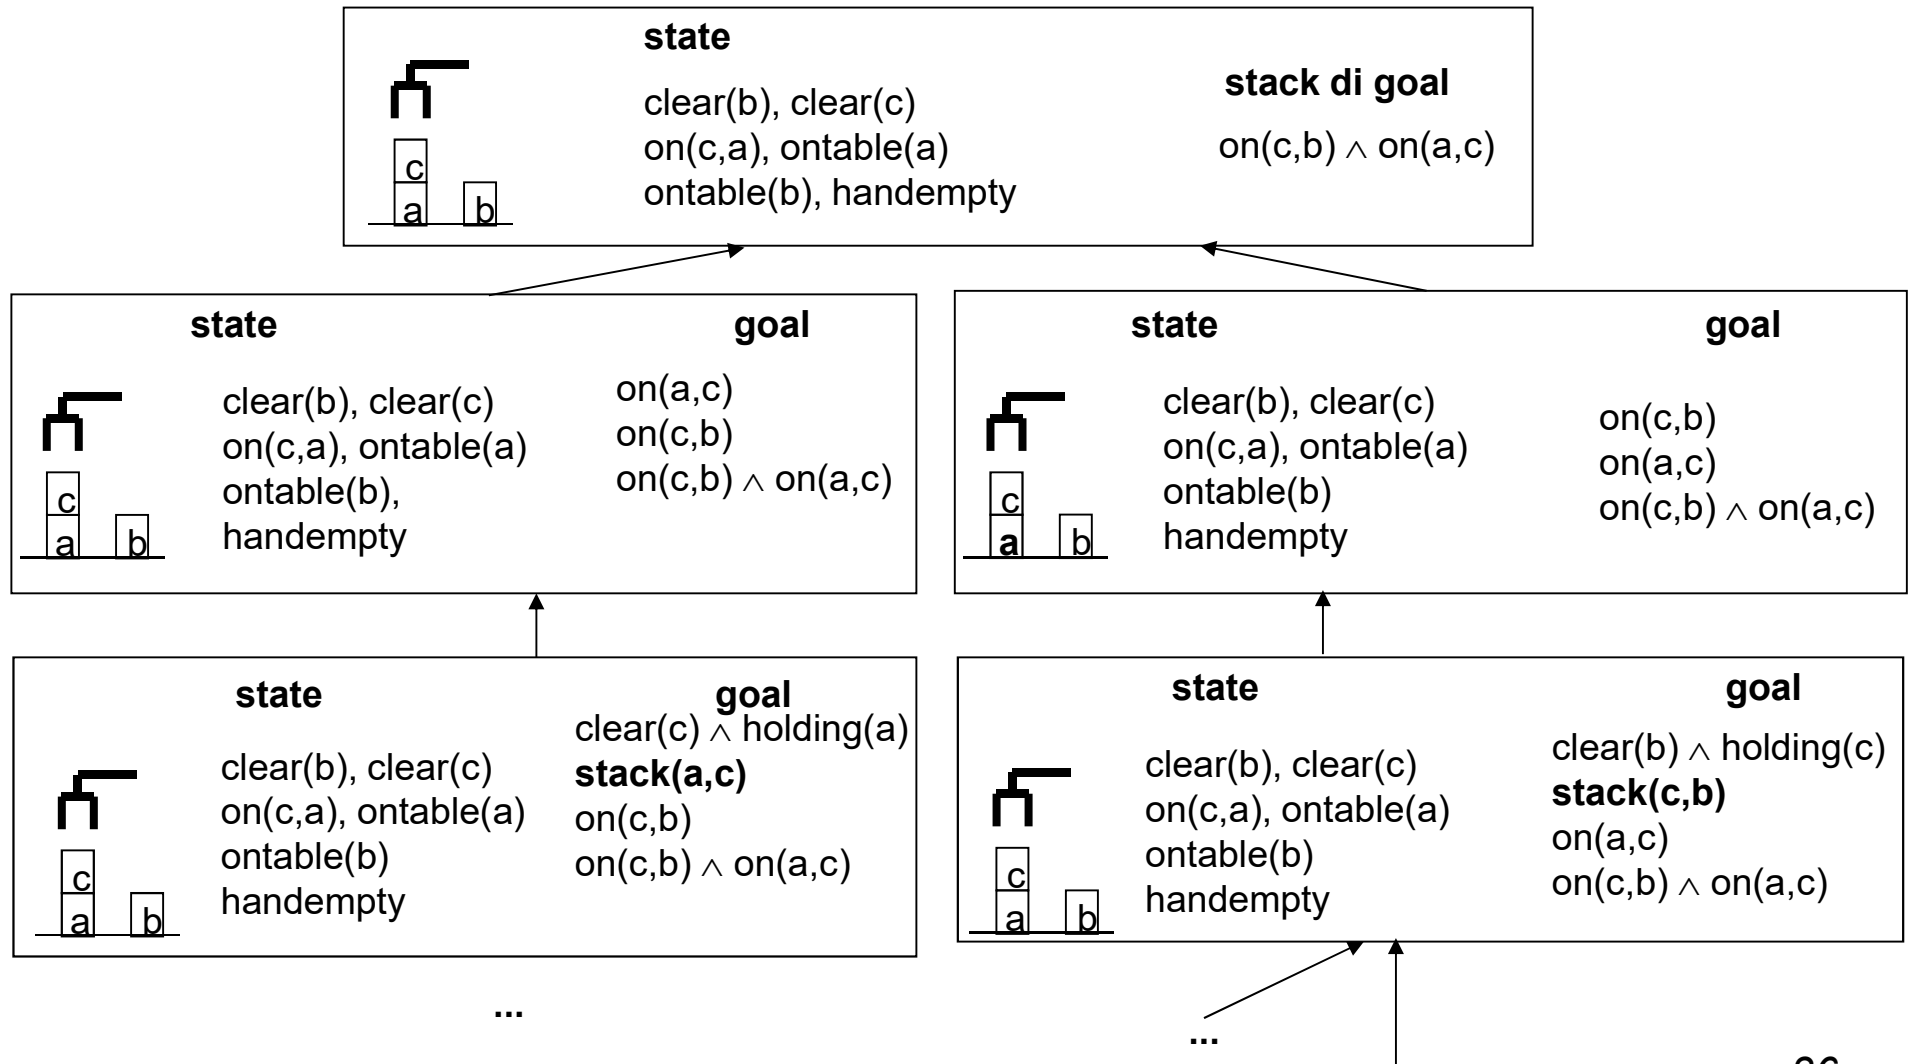 state
stack di goal
clear(b), clear(c)
on(c,a), ontable(a)
ontable(b), handempty
on(c,b) ∧ on(a,c)
c
a
b
state
goal
clear(b), clear(c)
on(c,a), ontable(a)
ontable(b),
handempty
on(a,c)
on(c,b)
on(c,b) ∧ on(a,c)
c
a
b
state
goal
clear(b), clear(c)
on(c,a), ontable(a)
ontable(b)
handempty
on(c,b)
on(a,c)
on(c,b) ∧ on(a,c)
c
a
b
state
goal
clear(b), clear(c)
on(c,a), ontable(a)
ontable(b)
handempty
clear(c) ∧ holding(a)
stack(a,c)
on(c,b)
on(c,b) ∧ on(a,c)
c
a
b
state
goal
clear(b), clear(c)
on(c,a), ontable(a)
ontable(b)
handempty
clear(b) ∧ holding(c)
stack(c,b)
on(a,c)
on(c,b) ∧ on(a,c)
c
a
b
...
...